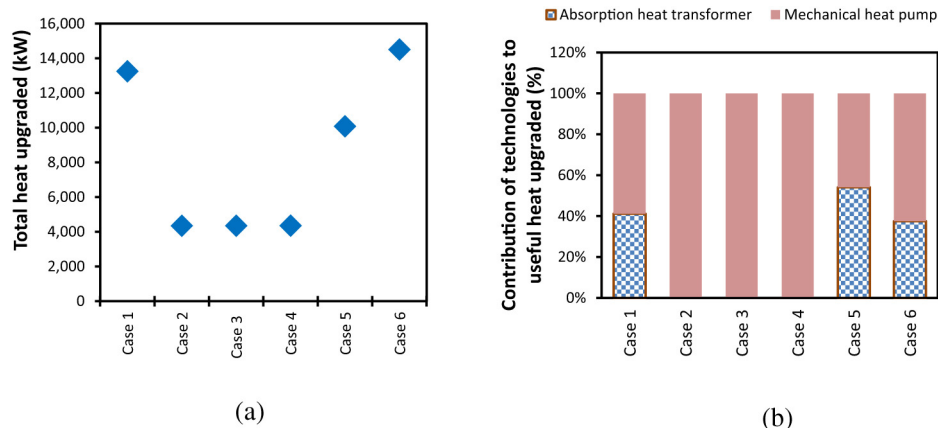 Total heat upgraded (kW)
16,000
14,000
12,000
10,000
8,000
6,000
4,000
2,000
0
Case 1
Case 2
Case 3
Case 4
Case 5
Case 6
(a)
Absorption heat transformer
Mechanical heat pump
Contribution of technologies to
useful heat upgraded (%)
120%
100%
80%
60%
40%
20%
0%
Case 1
Case 2
Case 3
Case 4
Case 5
Case 6
(b)